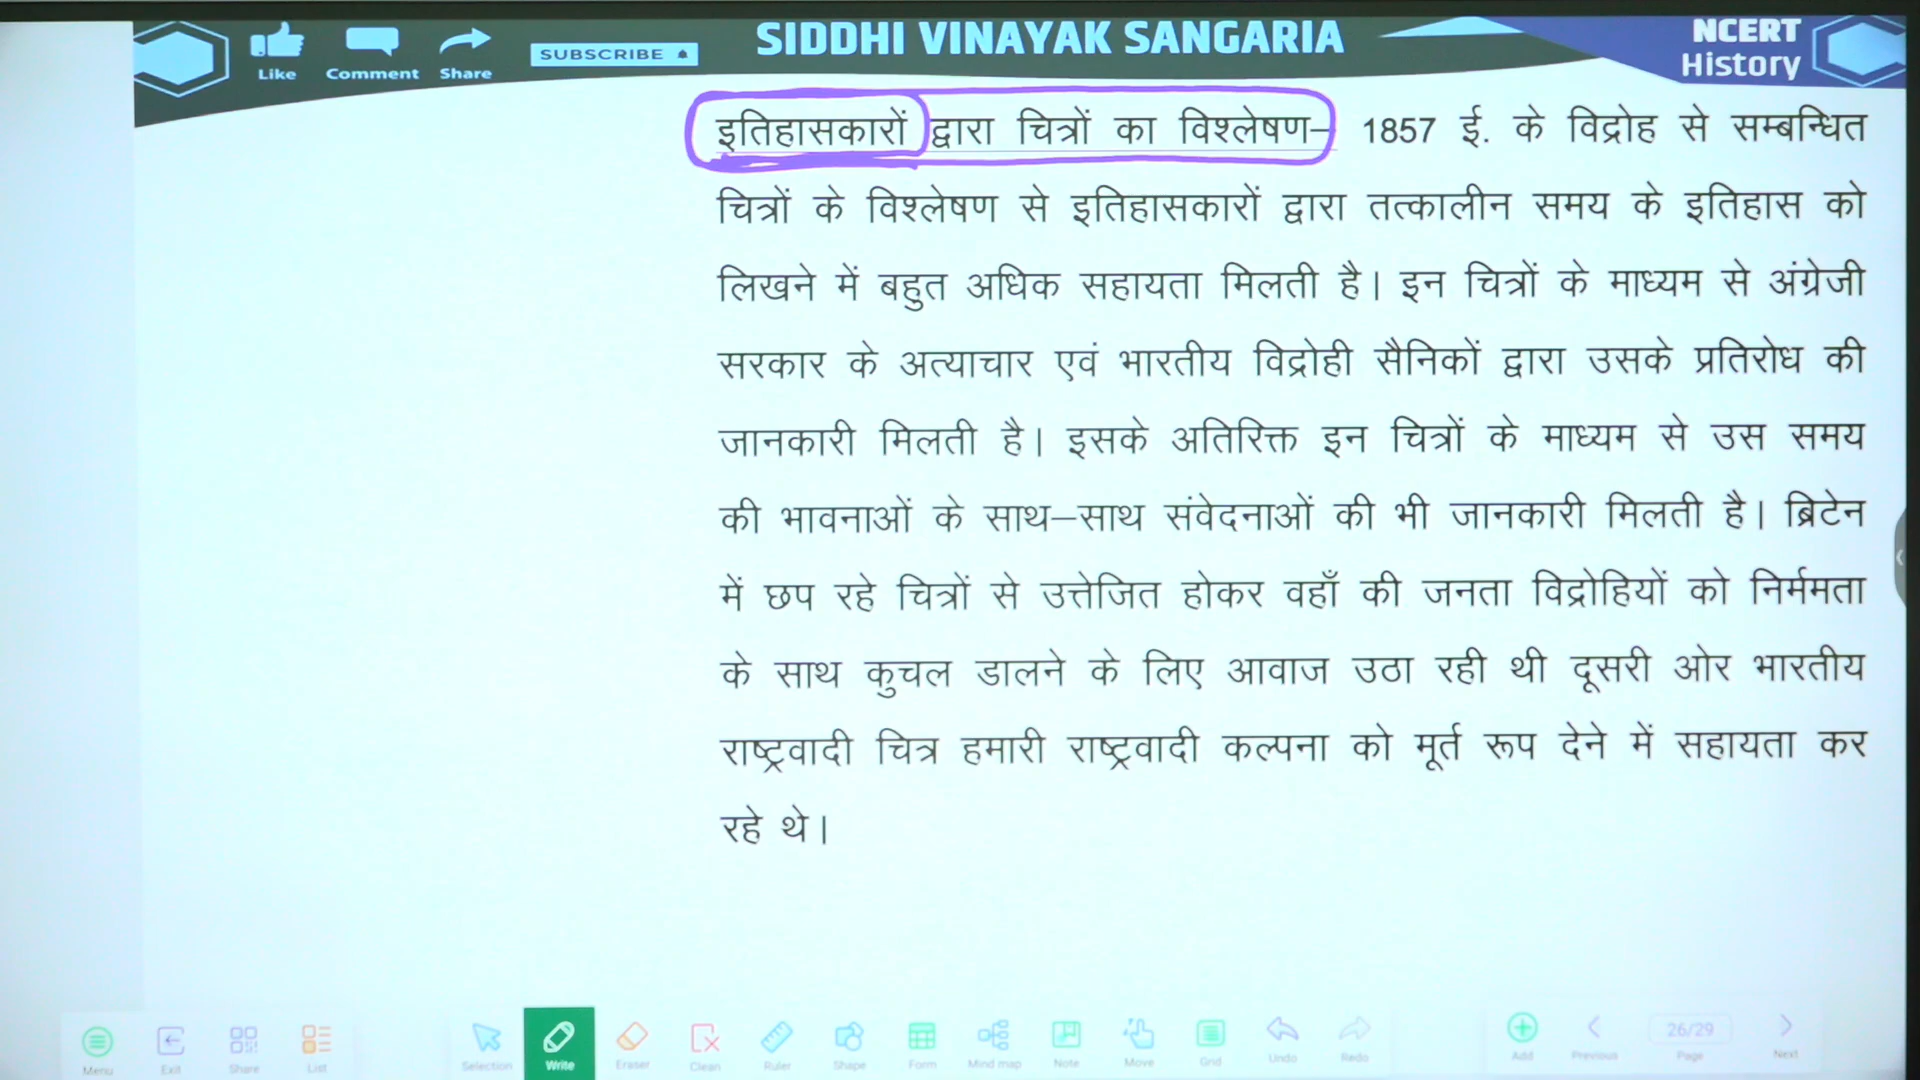 SIDDHI VINAYAK SANGARIA
NCERT
History
Like
Comment
Share
SUBSCRIBE
इतिहासकारों द्वारा चित्रों का विश्लेषण– 1857 ई. के विद्रोह से सम्बन्धित
चित्रों के विश्लेषण से इतिहासकारों द्वारा तत्कालीन समय के इतिहास को
लिखने में बहुत अधिक सहायता मिलती है। इन चित्रों के माध्यम से अंग्रेजी
सरकार के अत्याचार एवं भारतीय विद्रोही सैनिकों द्वारा उसके प्रतिरोध की
जानकारी मिलती है। इसके अतिरिक्त इन चित्रों के माध्यम से उस समय
की भावनाओं के साथ–साथ संवेदनाओं की भी जानकारी मिलती है। ब्रिटेन
में छप रहे चित्रों से उत्तेजित होकर वहाँ की जनता विद्रोहियों को निर्ममता
के साथ कुचल डालने के लिए आवाज उठा रही थी दूसरी ओर भारतीय
राष्ट्रवादी चित्र हमारी राष्ट्रवादी कल्पना को मूर्त रूप देने में सहायता कर
रहे थे।
Menu Exit Share List Selection Write Eraser Clean Ruler Shape Form Mind map Note Move Grid Undo Redo Add Previous Page Next
26/29